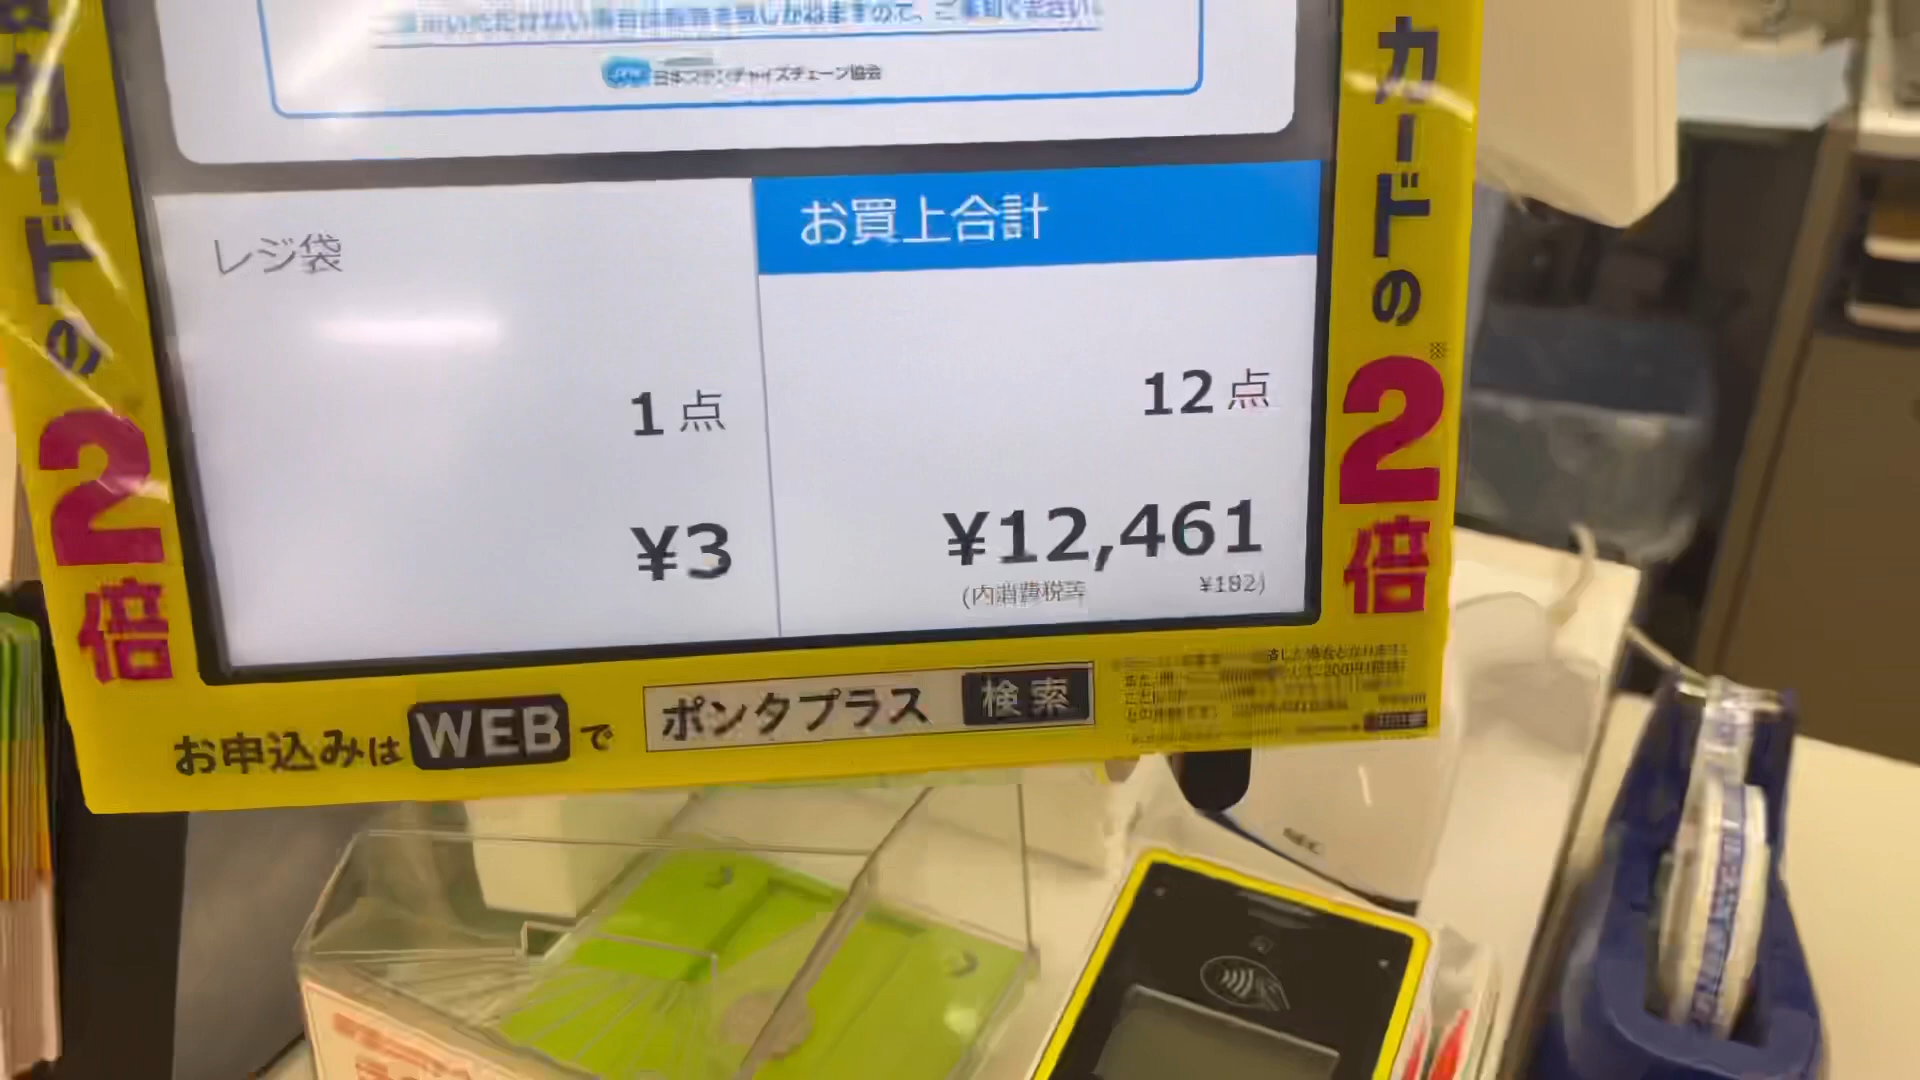 日本フランチャイズチェーン協会
レジ袋
1点
¥3
お買上合計
12点
¥12,461
(内消費税等 ¥182)
カードの
2倍
カードの
※
2倍
お申込みは WEB で ポンタプラス 検索
NEC